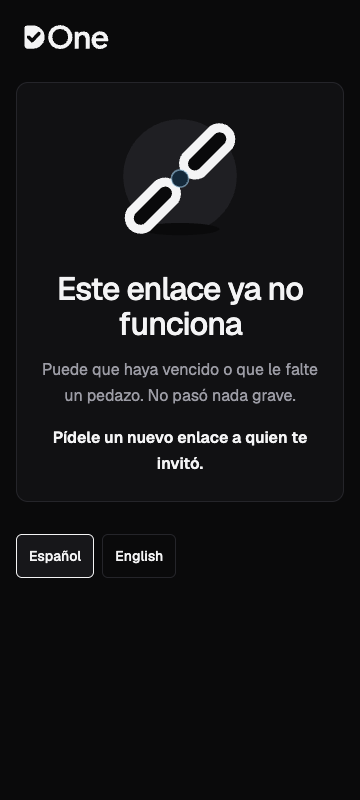 One
Este enlace ya no
funciona
Puede que haya vencido o que le falte
un pedazo. No pasó nada grave.
Pídele un nuevo enlace a quien te
invitó.
Español
English